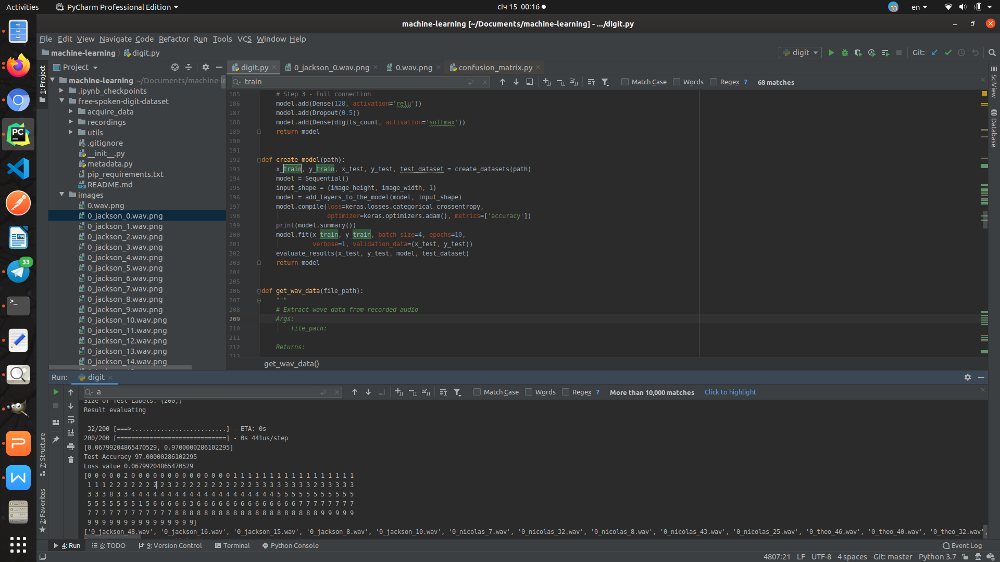 Activities PyCharm Professional Edition січ 15 00:16 33 en
machine-learning [~/Documents/machine-learning] - .../digit.py
File Edit View Navigate Code Refactor Run Tools VCS Window Help
machine-learning digit.py digit Git:
1: Project
Project
machine-learning ~/Documents/machine-le
.ipynb_checkpoints
free-spoken-digit-dataset
acquire_data
recordings
utils
.gitignore
__init__.py
metadata.py
pip_requirements.txt
README.md
images
0.wav.png
0_jackson_0.wav.png
0_jackson_1.wav.png
0_jackson_2.wav.png
0_jackson_3.wav.png
0_jackson_4.wav.png
0_jackson_5.wav.png
0_jackson_6.wav.png
0_jackson_7.wav.png
0_jackson_8.wav.png
0_jackson_9.wav.png
0_jackson_10.wav.png
0_jackson_11.wav.png
0_jackson_12.wav.png
0_jackson_13.wav.png
0_jackson_14.wav.png
digit.py 0_jackson_0.wav.png 0.wav.png confusion_matrix.py
train Match Case Words Regex ? 68 matches
185 # Step 3 - Full connection
186 model.add(Dense(128, activation='relu'))
187 model.add(Dropout(0.5))
188 model.add(Dense(digits_count, activation='softmax'))
189 return model
190
191
192 def create_model(path):
193 x_train, y_train, x_test, y_test, test_dataset = create_datasets(path)
194 model = Sequential()
195 input_shape = (image_height, image_width, 1)
196 model = add_layers_to_the_model(model, input_shape)
197 model.compile(loss=keras.losses.categorical_crossentropy,
198 optimizer=keras.optimizers.adam(), metrics=['accuracy'])
199 print(model.summary())
200 model.fit(x_train, y_train, batch_size=4, epochs=10,
201 verbose=1, validation_data=(x_test, y_test))
202 evaluate_results(x_test, y_test, model, test_dataset)
203 return model
204
205
206 def get_wav_data(file_path):
207 """
208 # Extract wave data from recorded audio
209 Args:
210 file_path:
211
212 Returns:
213
get_wav_data()
SciView
Database
33
7: Structure
2: Favorites
Run: digit
a Match Case Words Regex ? More than 10,000 matches Click to highlight
Size of Test Labels: (200,)
Result evaluating
32/200 [===>..........................] - ETA: 0s
200/200 [==============================] - 0s 441us/step
[0.06799204865470529, 0.9700000286102295]
Test Accuracy 97.00000286102295
Loss value 0.06799204865470529
[0 0 0 0 0 2 0 0 0 0 0 0 0 0 0 0 0 0 0 0 1 1 1 1 1 1 1 1 1 1 1 1 1 1 1 1 1
1 1 1 2 2 2 2 2 2 2 2 3 2 2 2 2 2 2 2 2 2 2 2 3 3 3 3 3 3 3 3 2 3 3 3 3 3
3 3 3 8 3 3 4 4 4 4 4 4 4 4 4 4 4 4 4 4 4 4 4 4 4 4 5 5 5 5 5 5 5 5 5 5 5
5 5 5 5 5 5 5 1 5 6 6 6 6 6 3 6 6 6 6 6 6 6 6 6 6 6 6 6 6 7 7 7 7 7 7 7 7
7 7 7 7 7 7 7 7 7 7 7 7 8 8 8 8 8 8 8 8 8 8 8 8 8 8 8 8 8 8 8 8 9 9 9 9 9
9 9 9 9 9 9 9 9 9 9 9 9 9 9 9]
['0_jackson_48.wav', '0_jackson_16.wav', '0_jackson_15.wav', '0_jackson_8.wav', '0_jackson_10.wav', '0_nicolas_7.wav', '0_nicolas_32.wav', '0_nicolas_8.wav', '0_nicolas_43.wav', '0_nicolas_25.wav', '0_theo_46.wav', '0_theo_40.wav', '0_theo_32.wav',
4: Run 6: TODO 9: Version Control Terminal Python Console Event Log
4807:21 LF UTF-8 4 spaces Git: master Python 3.7